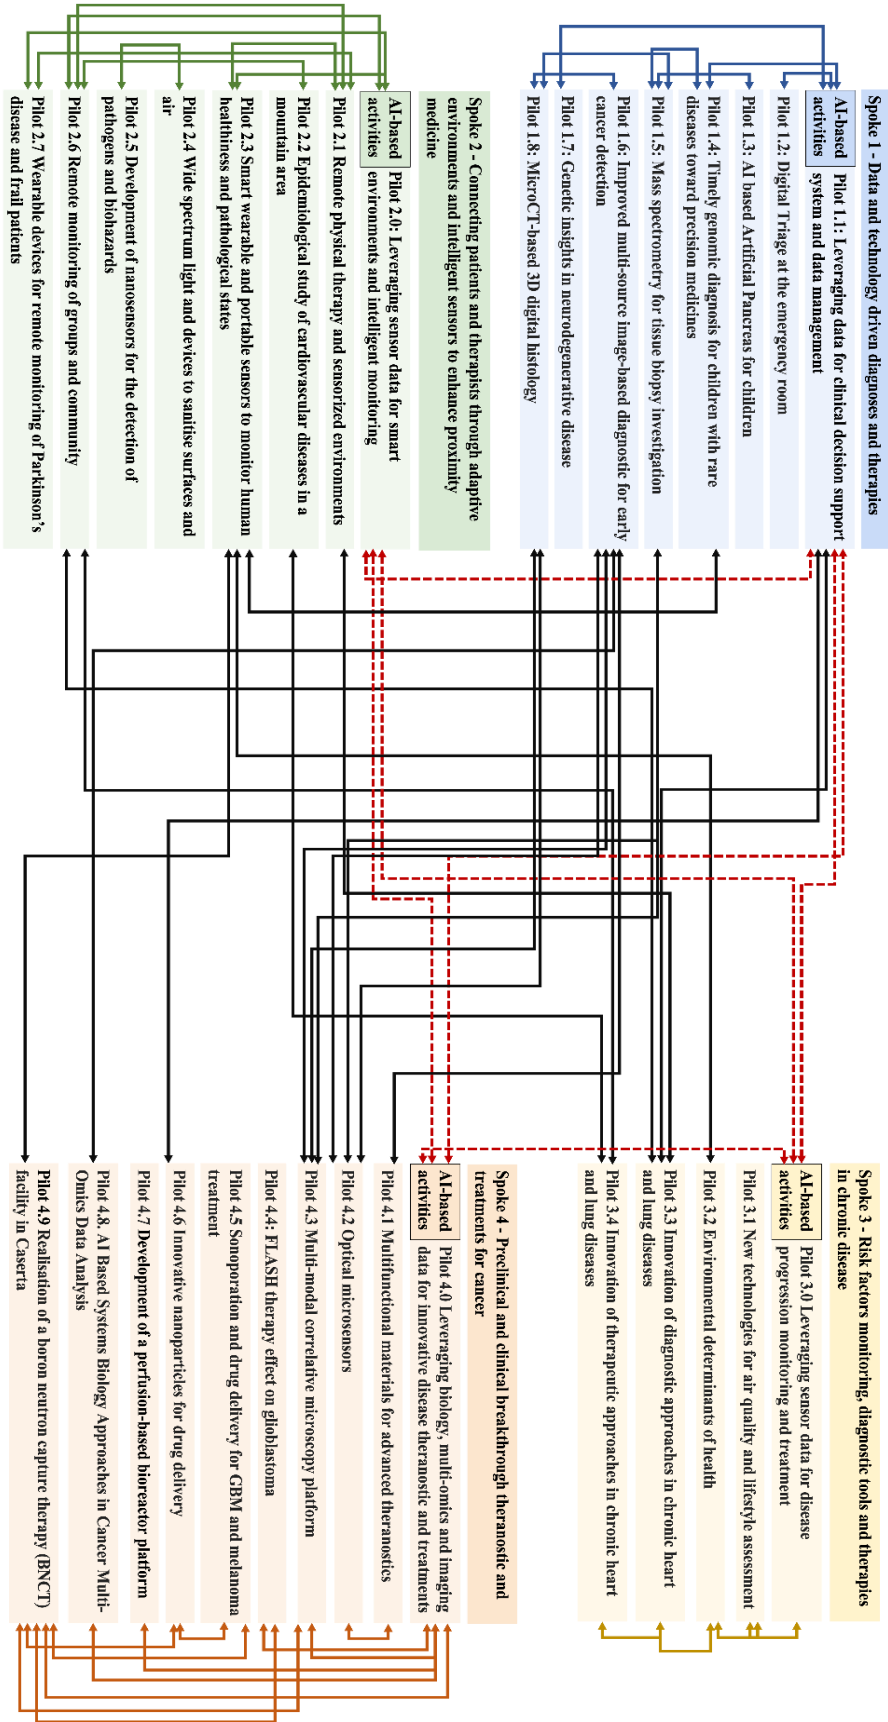 Spoke 1 - Data and technology driven diagnoses and therapies
AI-based
activities
Pilot 1.1: Leveraging data for clinical decision support
system and data management
Pilot 1.2: Digital Triage at the emergency room
Pilot 1.3: AI based Artificial Pancreas for children
Pilot 1.4: Timely genomic diagnosis for children with rare
diseases toward precision medicines
Pilot 1.5: Mass spectrometry for tissue biopsy investigation
Pilot 1.6: Improved multi-source image-based diagnostic for early
cancer detection
Pilot 1.7: Genetic insights in neurodegenerative disease
Pilot 1.8: MicroCT-based 3D digital histology
Spoke 2 - Connecting patients and therapists through adaptive
environments and intelligent sensors to enhance proximity
medicine
AI-based
activities
Pilot 2.0: Leveraging sensor data for smart
environments and intelligent monitoring
Pilot 2.1 Remote physical therapy and sensorized environments
Pilot 2.2 Epidemiological study of cardiovascular diseases in a
mountain area
Pilot 2.3 Smart wearable and portable sensors to monitor human
healthiness and pathological states
Pilot 2.4 Wide spectrum light and devices to sanitise surfaces and
air
Pilot 2.5 Development of nanosensors for the detection of
pathogens and biohazards
Pilot 2.6 Remote monitoring of groups and community
Pilot 2.7 Wearable devices for remote monitoring of Parkinson's
disease and frail patients
Spoke 3 - Risk factors monitoring, diagnostic tools and therapies
in chronic disease
AI-based
activities
Pilot 3.0 Leveraging sensor data for disease
progression monitoring and treatment
Pilot 3.1 New technologies for air quality and lifestyle assessment
Pilot 3.2 Environmental determinants of health
Pilot 3.3 Innovation of diagnostic approaches in chronic heart
and lung diseases
Pilot 3.4 Innovation of therapeutic approaches in chronic heart
and lung diseases
Spoke 4 - Preclinical and clinical breakthrough theranostic and
treatments for cancer
AI-based
activities
Pilot 4.0 Leveraging biology, multi-omics and imaging
data for innovative disease theranostic and treatments
Pilot 4.1 Multifunctional materials for advanced theranostics
Pilot 4.2 Optical microsensors
Pilot 4.3 Multi-modal correlative microscopy platform
Pilot 4.4: FLASH therapy effect on glioblastoma
Pilot 4.5 Sonoporation and drug delivery for GBM and melanoma
treatment
Pilot 4.6 Innovative nanoparticles for drug delivery
Pilot 4.7 Development of a perfusion-based bioreactor platform
Pilot 4.8. AI Based Systems Biology Approaches in Cancer Multi-
Omics Data Analysis
Pilot 4.9 Realisation of a boron neutron capture therapy (BNCT)
facility in Caserta